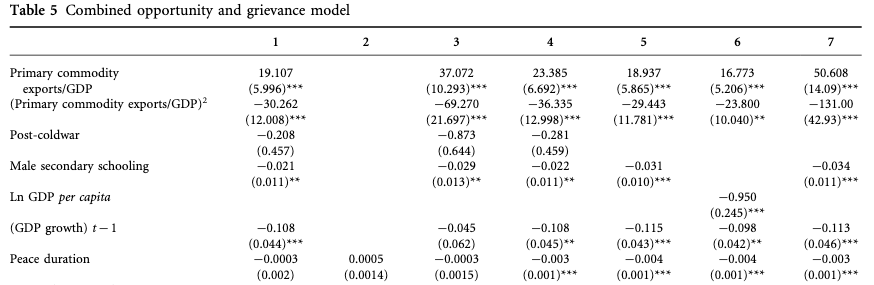 Table 5 Combined opportunity and grievance model
1 2 3 4 5 6 7
Primary commodity 19.107 37.072 23.385 18.937 16.773 50.608
exports/GDP (5.996)*** (10.293)*** (6.692)*** (5.865)*** (5.206)*** (14.09)***
(Primary commodity exports/GDP)² −30.262 −69.270 −36.335 −29.443 −23.800 −131.00
(12.008)*** (21.697)*** (12.998)*** (11.781)*** (10.040)** (42.93)***
Post-coldwar −0.208 −0.873 −0.281
(0.457) (0.644) (0.459)
Male secondary schooling −0.021 −0.029 −0.022 −0.031 −0.034
(0.011)** (0.013)** (0.011)** (0.010)*** (0.011)***
Ln GDP per capita −0.950
(0.245)***
(GDP growth) t − 1 −0.108 −0.045 −0.108 −0.115 −0.098 −0.113
(0.044)*** (0.062) (0.045)** (0.043)*** (0.042)** (0.046)***
Peace duration −0.0003 0.0005 −0.0003 −0.003 −0.004 −0.004 −0.003
(0.002) (0.0014) (0.0015) (0.001)*** (0.001)*** (0.001)*** (0.001)***